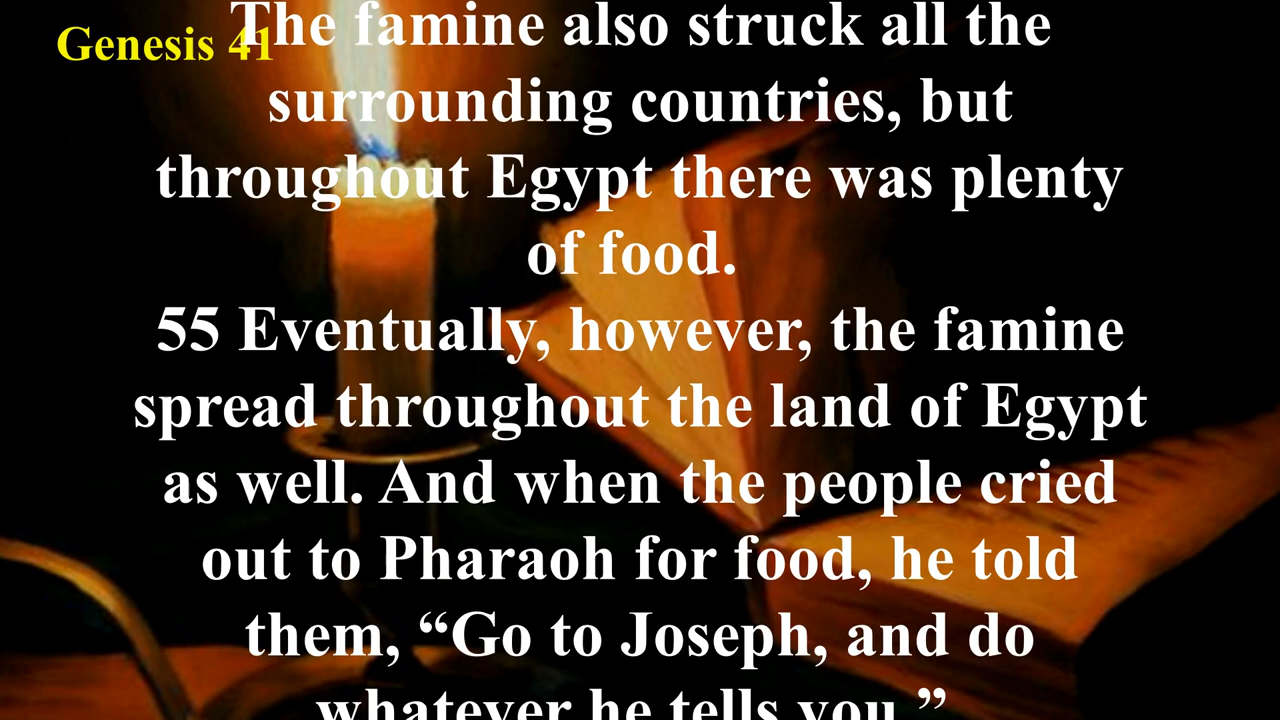 Genesis 41
The famine also struck all the
surrounding countries, but
throughout Egypt there was plenty
of food.
55 Eventually, however, the famine
spread throughout the land of Egypt
as well. And when the people cried
out to Pharaoh for food, he told
them, “Go to Joseph, and do
whatever he tells you.”